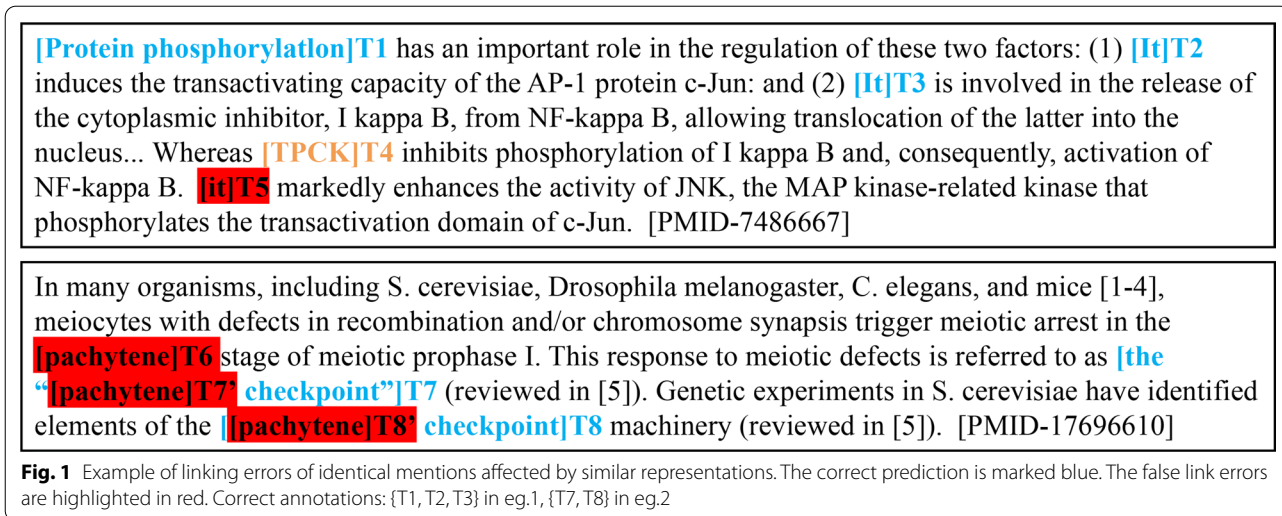 [Protein phosphorylatlon]T1 has an important role in the regulation of these two factors: (1) [It]T2
induces the transactivating capacity of the AP-1 protein c-Jun: and (2) [It]T3 is involved in the release of
the cytoplasmic inhibitor, I kappa B, from NF-kappa B, allowing translocation of the latter into the
nucleus... Whereas [TPCK]T4 inhibits phosphorylation of I kappa B and, consequently, activation of
NF-kappa B. [it]T5 markedly enhances the activity of JNK, the MAP kinase-related kinase that
phosphorylates the transactivation domain of c-Jun. [PMID-7486667]
In many organisms, including S. cerevisiae, Drosophila melanogaster, C. elegans, and mice [1-4],
meiocytes with defects in recombination and/or chromosome synapsis trigger meiotic arrest in the
[pachytene]T6 stage of meiotic prophase I. This response to meiotic defects is referred to as [the
“[pachytene]T7’ checkpoint”]T7 (reviewed in [5]). Genetic experiments in S. cerevisiae have identified
elements of the [[pachytene]T8’ checkpoint]T8 machinery (reviewed in [5]). [PMID-17696610]
Fig. 1 Example of linking errors of identical mentions affected by similar representations. The correct prediction is marked blue. The false link errors
are highlighted in red. Correct annotations: {T1, T2, T3} in eg.1, {T7, T8} in eg.2